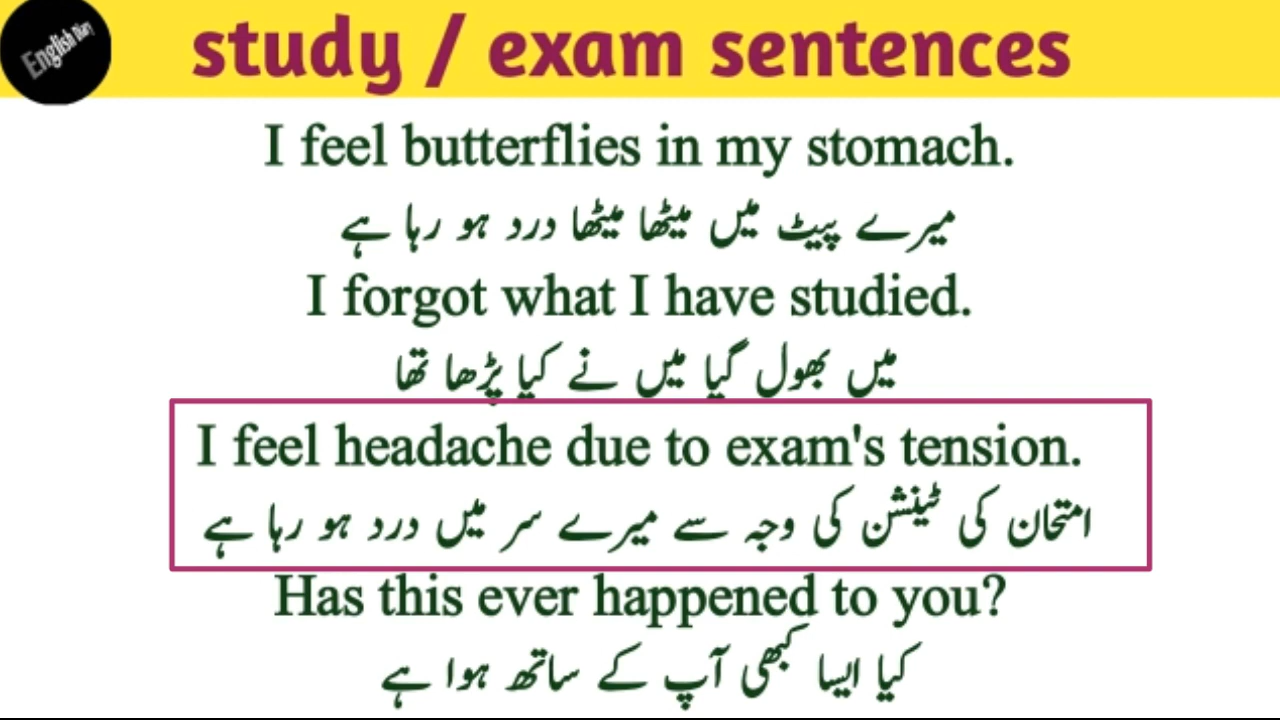 English Diary
study / exam sentences
I feel butterflies in my stomach.
میرے پیٹ میں میٹھا میٹھا درد ہو رہا ہے
I forgot what I have studied.
میں بھول گیا میں نے کیا پڑھا تھا
I feel headache due to exam's tension.
امتحان کی ٹینشن کی وجہ سے میرے سر میں درد ہو رہا ہے
Has this ever happened to you?
کیا ایسا کبھی آپ کے ساتھ ہوا ہے